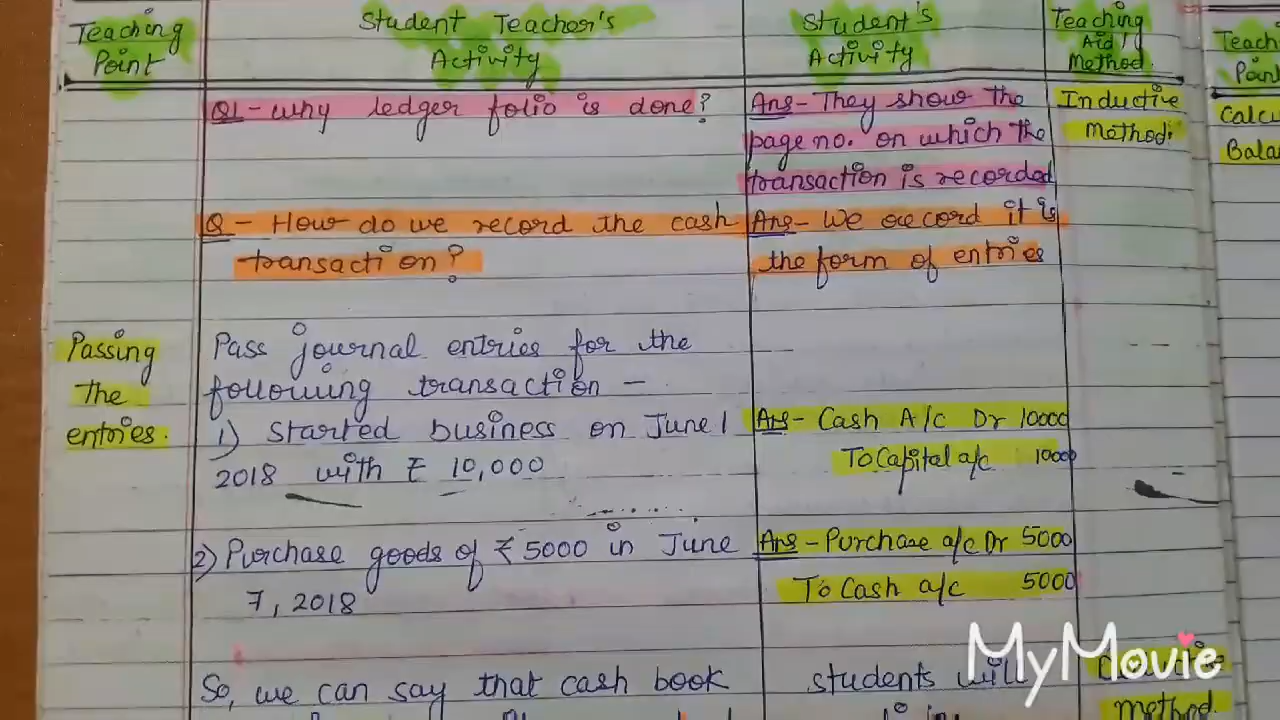 Teaching Point
Student Teacher's Activity
Student's Activity
Teaching Aid/ Method.
Q1 - why ledger folio is done?
Ans- They show the
page no. on which the
transaction is recorded
Inductive
Method.
Q - How do we record the cash
transaction?
Ans- We record it is
the form of entries
Passing
The
entries.
Pass journal entries for the
following transaction -
1) Started business on June 1
2018 with ₹ 10,000
Ans- Cash A/c Dr 10000
To Capital a/c 1000
2) Purchase goods of ₹ 5000 in June
7, 2018
Ans - Purchase a/c Dr 5000
To Cash a/c 5000
So, we can say that cash book
students will
method.
Point
MyMovie